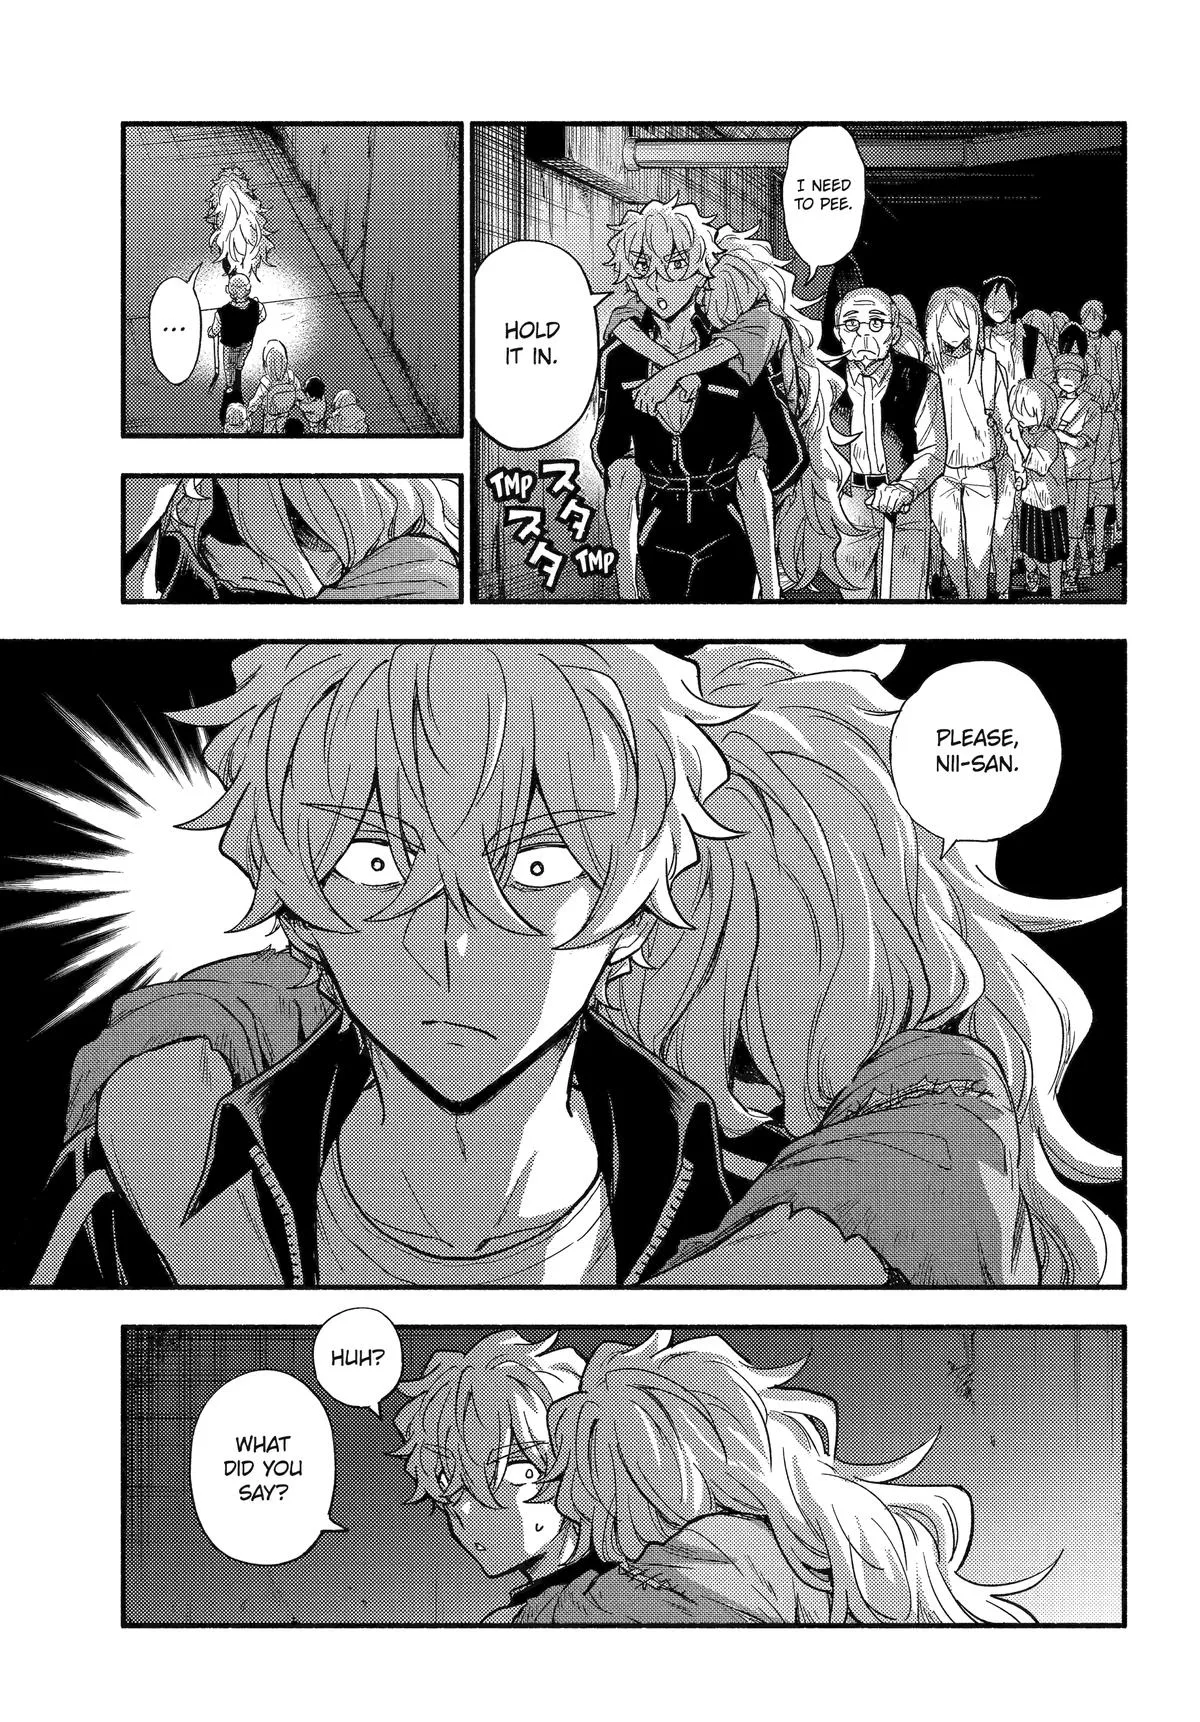 I NEED
TO PEE.
HOLD
IT IN.
スタ
TMP
スタ
TMP
...
PLEASE,
NII-SAN.
HUH?
WHAT
DID YOU
SAY?